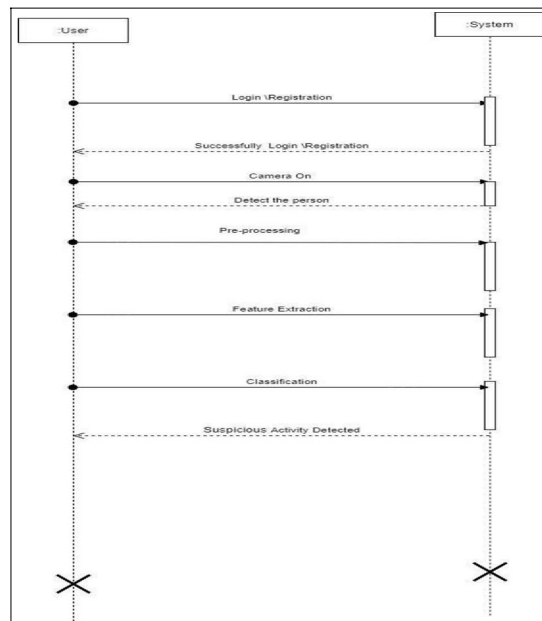 :User
:System
Login \Registration
Successfully Login \Registration
Camera On
Detect the person
Pre-processing
Feature Extraction
Classification
Suspicious Activity Detected